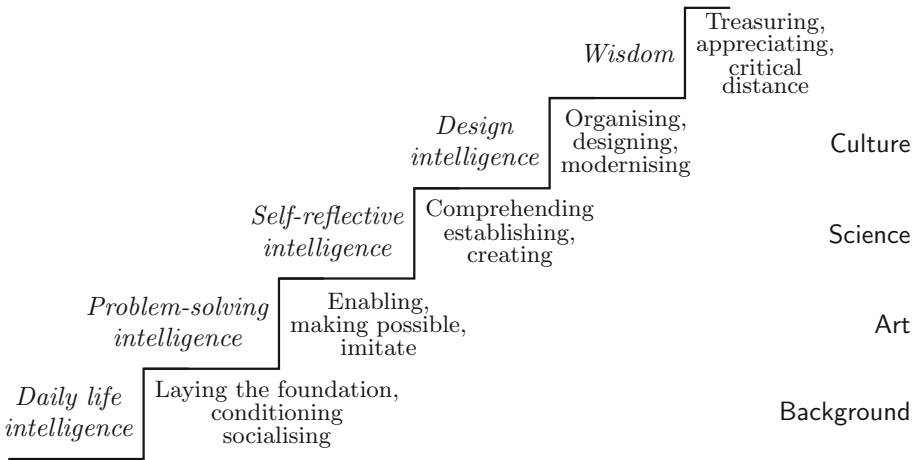 Wisdom
Treasuring,
appreciating,
critical
distance
Design
intelligence
Organising,
designing,
modernising
Culture
Self-reflective
intelligence
Comprehending
establishing,
creating
Science
Problem-solving
intelligence
Enabling,
making possible,
imitate
Art
Daily life
intelligence
Laying the foundation,
conditioning
socialising
Background